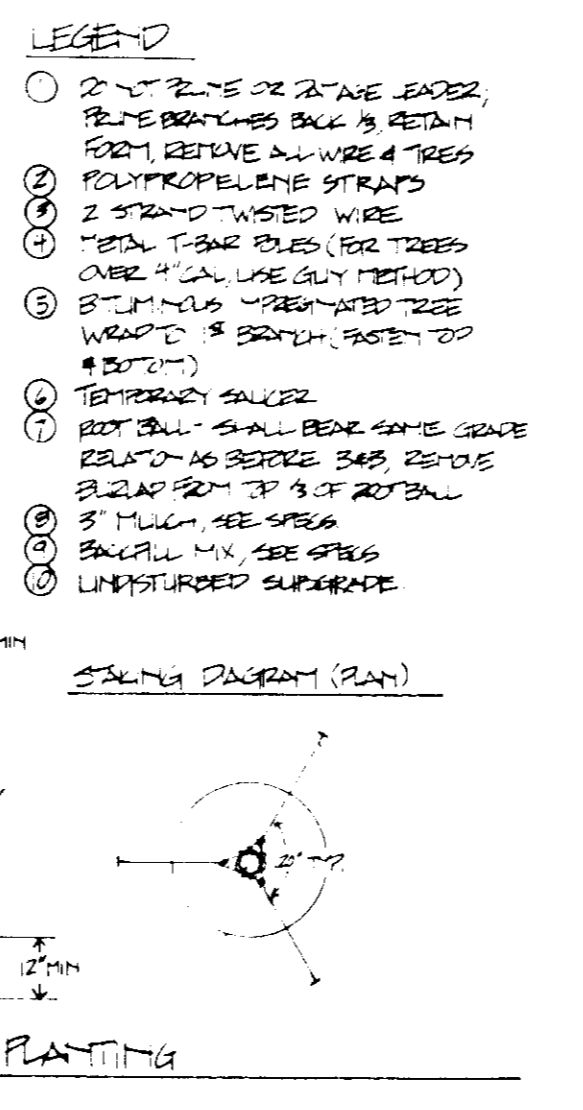 LEGEND
DO NOT PRUNE OR DAMAGE LEADER;
PRUNE BRANCHES BACK 1/3, RETAIN
FORM, REMOVE ALL WIRE & TREES
2 POLYPROPELENE STRAPS
3 2 STRAND TWISTED WIRE
4 METAL T-BAR POLES (FOR TREES
OVER 4" CAL, USE GUY METHOD)
5 BITUMINOUS IMPREGNATED TREE
WRAP TO 1st BRANCH (FASTEN TOP
& BOTTOM)
6 TEMPORARY SAUCER
7 ROOT BALL - SHALL BEAR SAME GRADE
RELATION AS BEFORE B&B, REMOVE
BURLAP FROM TOP 1/3 OF ROOT BALL
8 3" MULCH, SEE SPECS
9 BACKFILL MIX, SEE SPECS
10 UNDISTURBED SUBGRADE
MIN
STAKING DIAGRAM (PLAN)
12" MIN
PLANTING